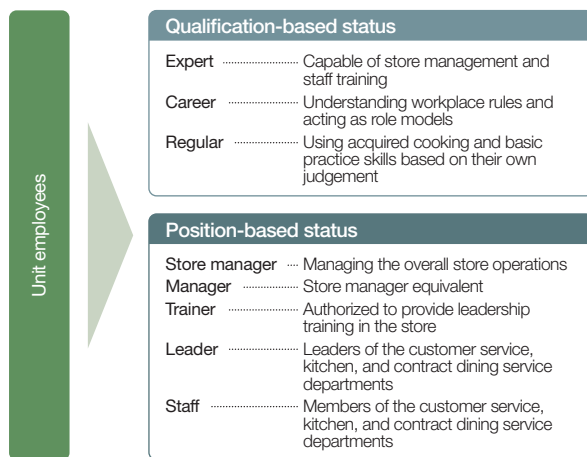 Unit employees
Qualification-based status
Expert ........................ Capable of store management and
staff training
Career ....................... Understanding workplace rules and
acting as role models
Regular ..................... Using acquired cooking and basic
practice skills based on their own
judgement
Position-based status
Store manager .... Managing the overall store operations
Manager .................... Store manager equivalent
Trainer ........................ Authorized to provide leadership
training in the store
Leader ....................... Leaders of the customer service,
kitchen, and contract dining service
departments
Staff ............................ Members of the customer service,
kitchen, and contract dining service
departments